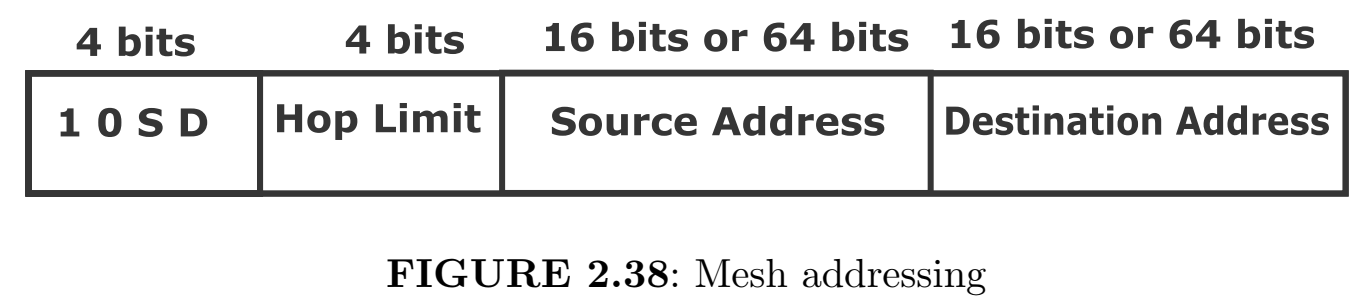 4 bits 4 bits 16 bits or 64 bits 16 bits or 64 bits
1 0 S D Hop Limit Source Address Destination Address
FIGURE 2.38: Mesh addressing